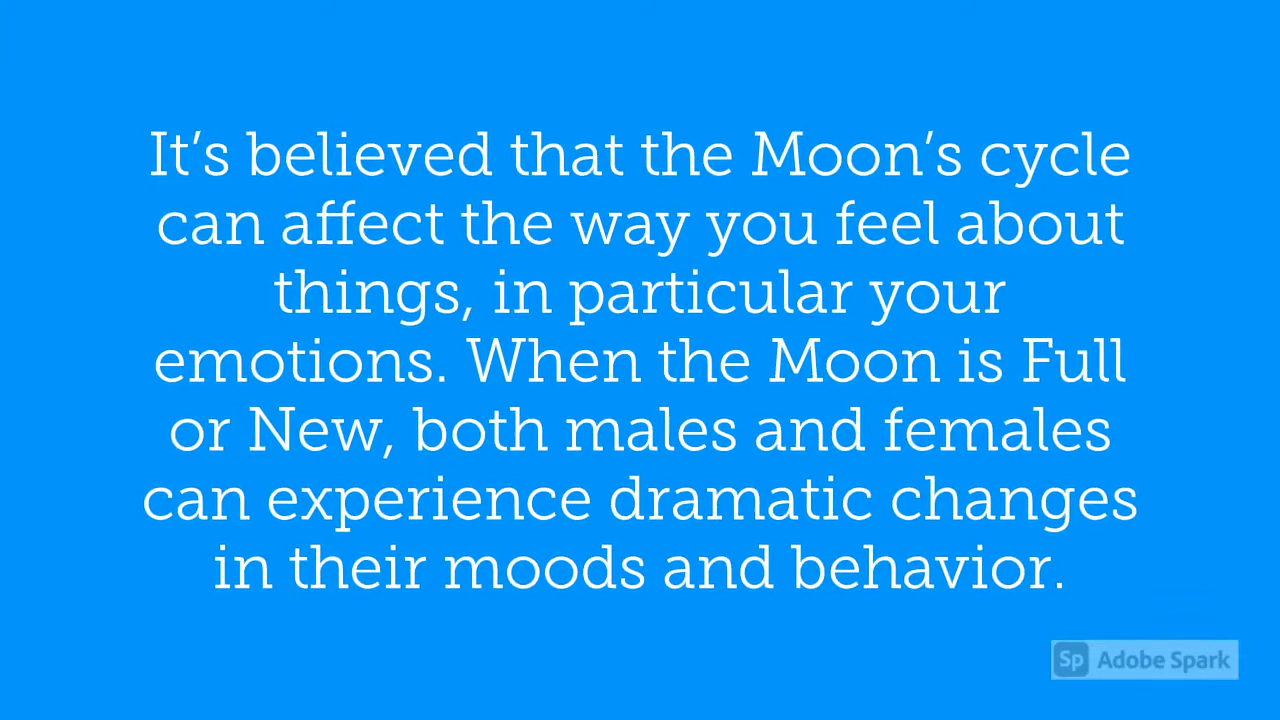 It’s believed that the Moon’s cycle
can affect the way you feel about
things, in particular your
emotions. When the Moon is Full
or New, both males and females
can experience dramatic changes
in their moods and behavior.
Sp Adobe Spark